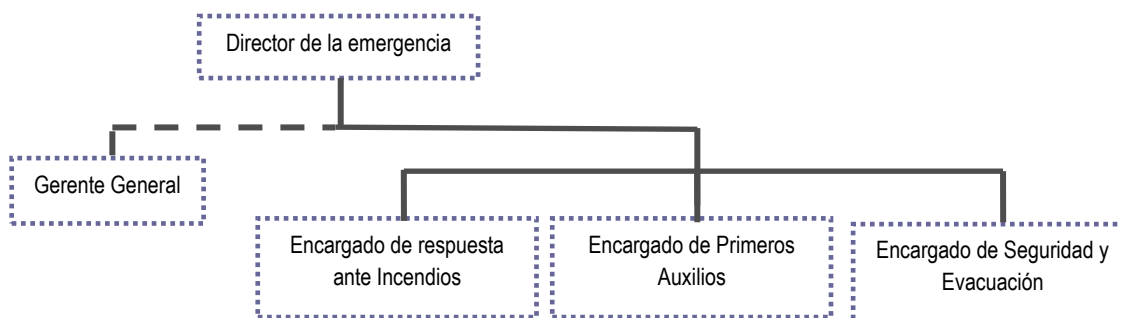 Director de la emergencia
Gerente General
Encargado de respuesta
ante Incendios
Encargado de Primeros
Auxilios
Encargado de Seguridad y
Evacuación